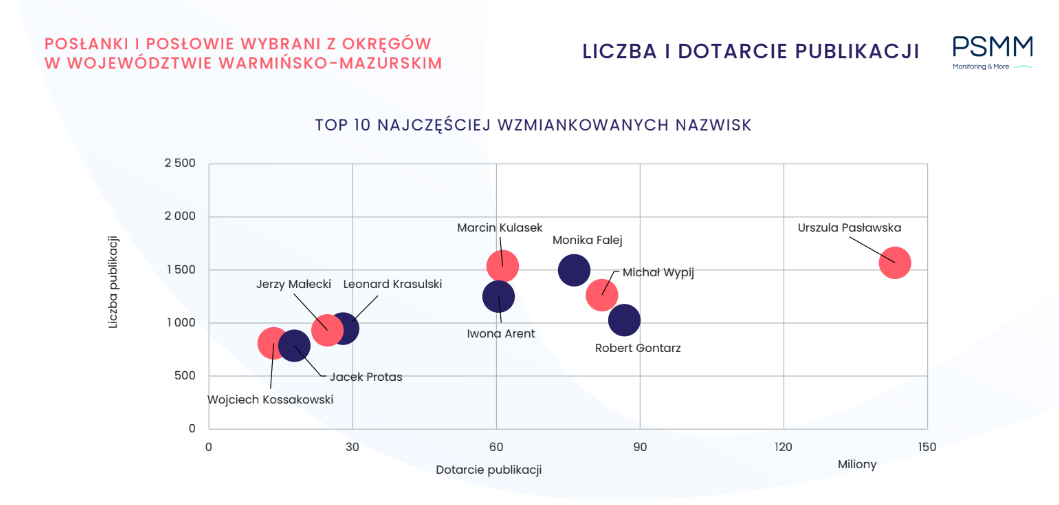 POSŁANKI I POSŁOWIE WYBRANI Z OKRĘGÓW
W WOJEWÓDZTWIE WARMIŃSKO-MAZURSKIM
LICZBA I DOTARCIE PUBLIKACJI
PSMM
Monitoring & More
TOP 10 NAJCZĘŚCIEJ WZMIANKOWANYCH NAZWISK
2 500
2 000
1 500
1 000
500
0
Liczba publikacji
Marcin Kulasek
Urszula Pasławska
Monika Falej
Michał Wypij
Jerzy Małecki
Leonard Krasulski
Iwona Arent
Robert Gontarz
Jacek Protas
Wojciech Kossakowski
0
30
60
90
120
150
Dotarcie publikacji
Miliony